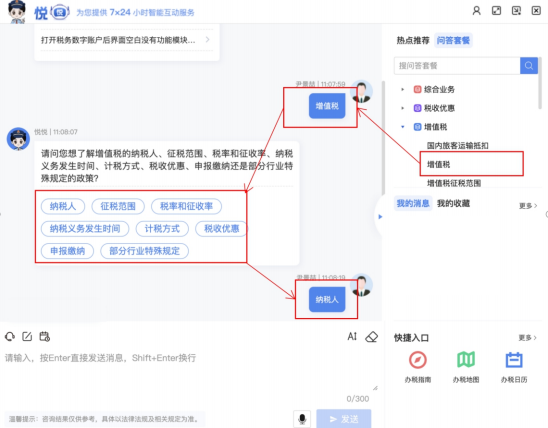 悦悦
为您提供 7×24 小时智能互动服务
打开税务数字账户后界面空白没有功能模块...
11:07:59
增值税
悦悦 11:08:07
请问您想了解增值税的纳税人、征税范围、税率和征收率、纳税
义务发生时间、计税方式、税收优惠、申报缴纳还是部分行业特
殊规定的政策?
纳税人 征税范围 税率和征收率
纳税义务发生时间 计税方式 税收优惠
申报缴纳 部分行业特殊规定
11:08:19
纳税人
AI
请输入，按Enter直接发送消息，Shift+Enter换行
0/300
温馨提示：咨询结果仅供参考，具体以法律法规及相关规定为准。
发送
热点推荐 问答套餐
搜问答套餐
综合业务
税收优惠
增值税
国内旅客运输抵扣
增值税
增值税征税范围
我的消息 我的收藏 更多>
快捷入口 更多>
办税指南 办税地图 办税日历